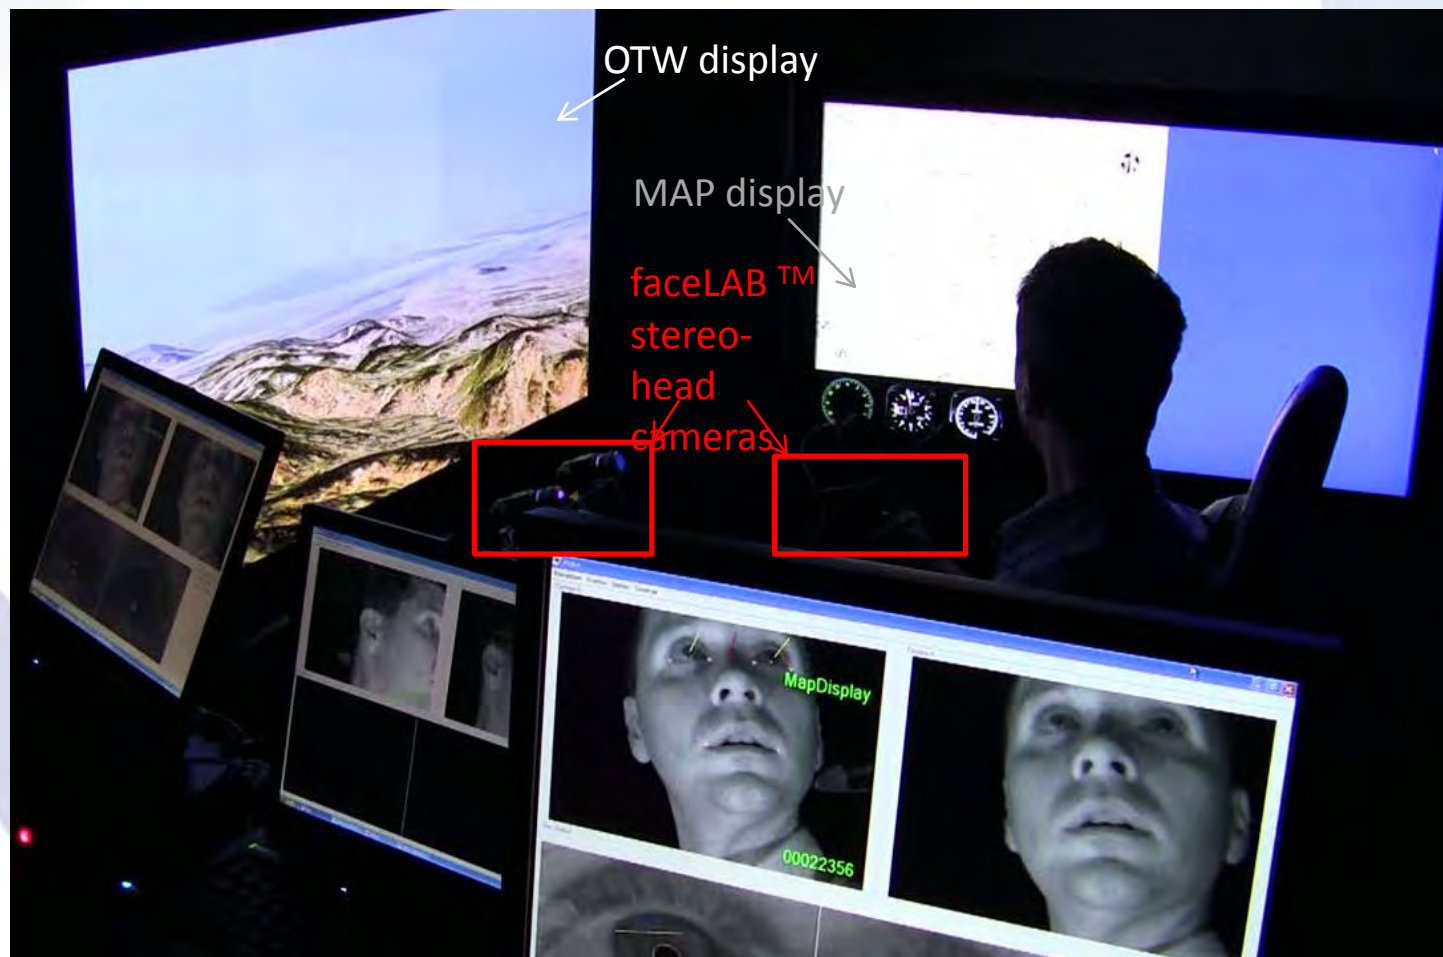 OTW display
MAP display
faceLAB TM
stereo-
head
cameras
MapDisplay
00022356